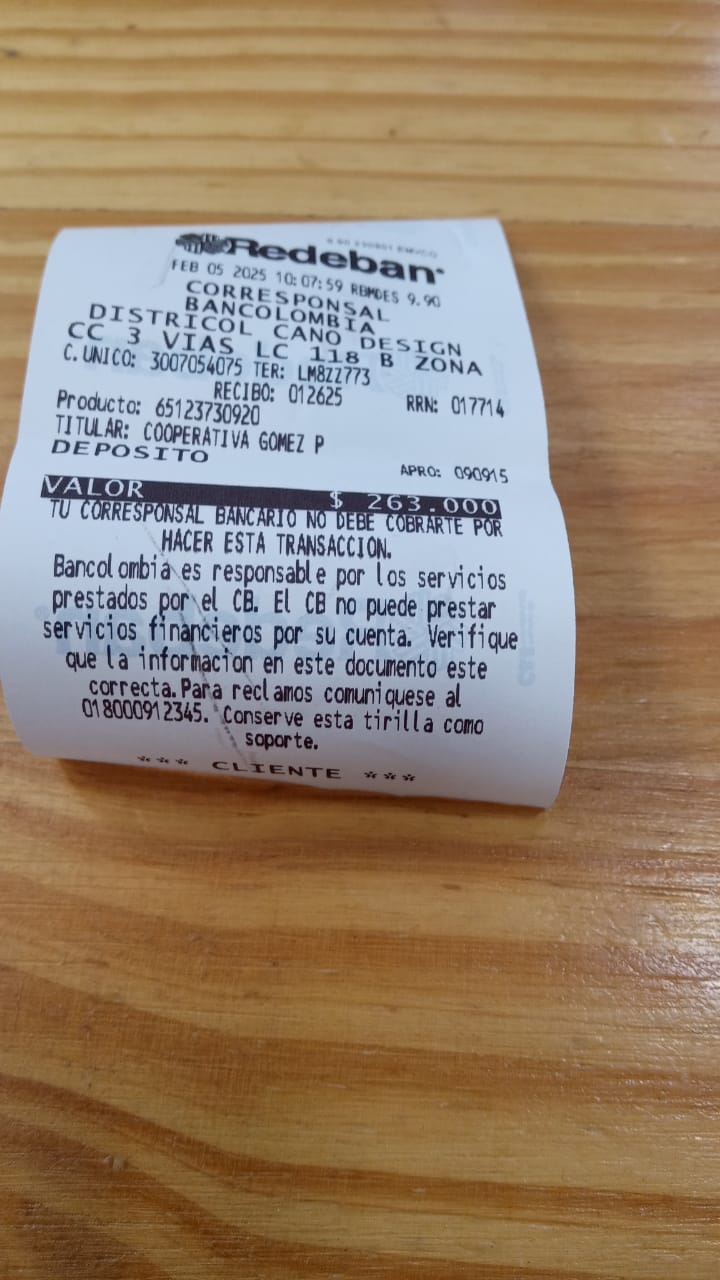 Redeban
FEB 05 2025 10:07:59 RBMDES 9.90
CORRESPONSAL
BANCOLOMBIA
DISTRICOL CANO DESIGN
CC 3 VIAS LC 118 B ZONA
C.UNICO: 3007054075 TER: LM8ZZ773
RECIBO: 012625 RRN: 017714
Producto: 65123730920
TITULAR: COOPERATIVA GOMEZ P
DEPOSITO
APRO: 090915
VALOR $ 263.000
TU CORRESPONSAL BANCARIO NO DEBE COBRARTE POR
HACER ESTA TRANSACCION.
Bancolombia es responsable por los servicios
prestados por el CB. El CB no puede prestar
servicios financieros por su cuenta. Verifique
que la informacion en este documento este
correcta.Para reclamos comuniquese al
018000912345. Conserve esta tirilla como
soporte.
*** CLIENTE ***